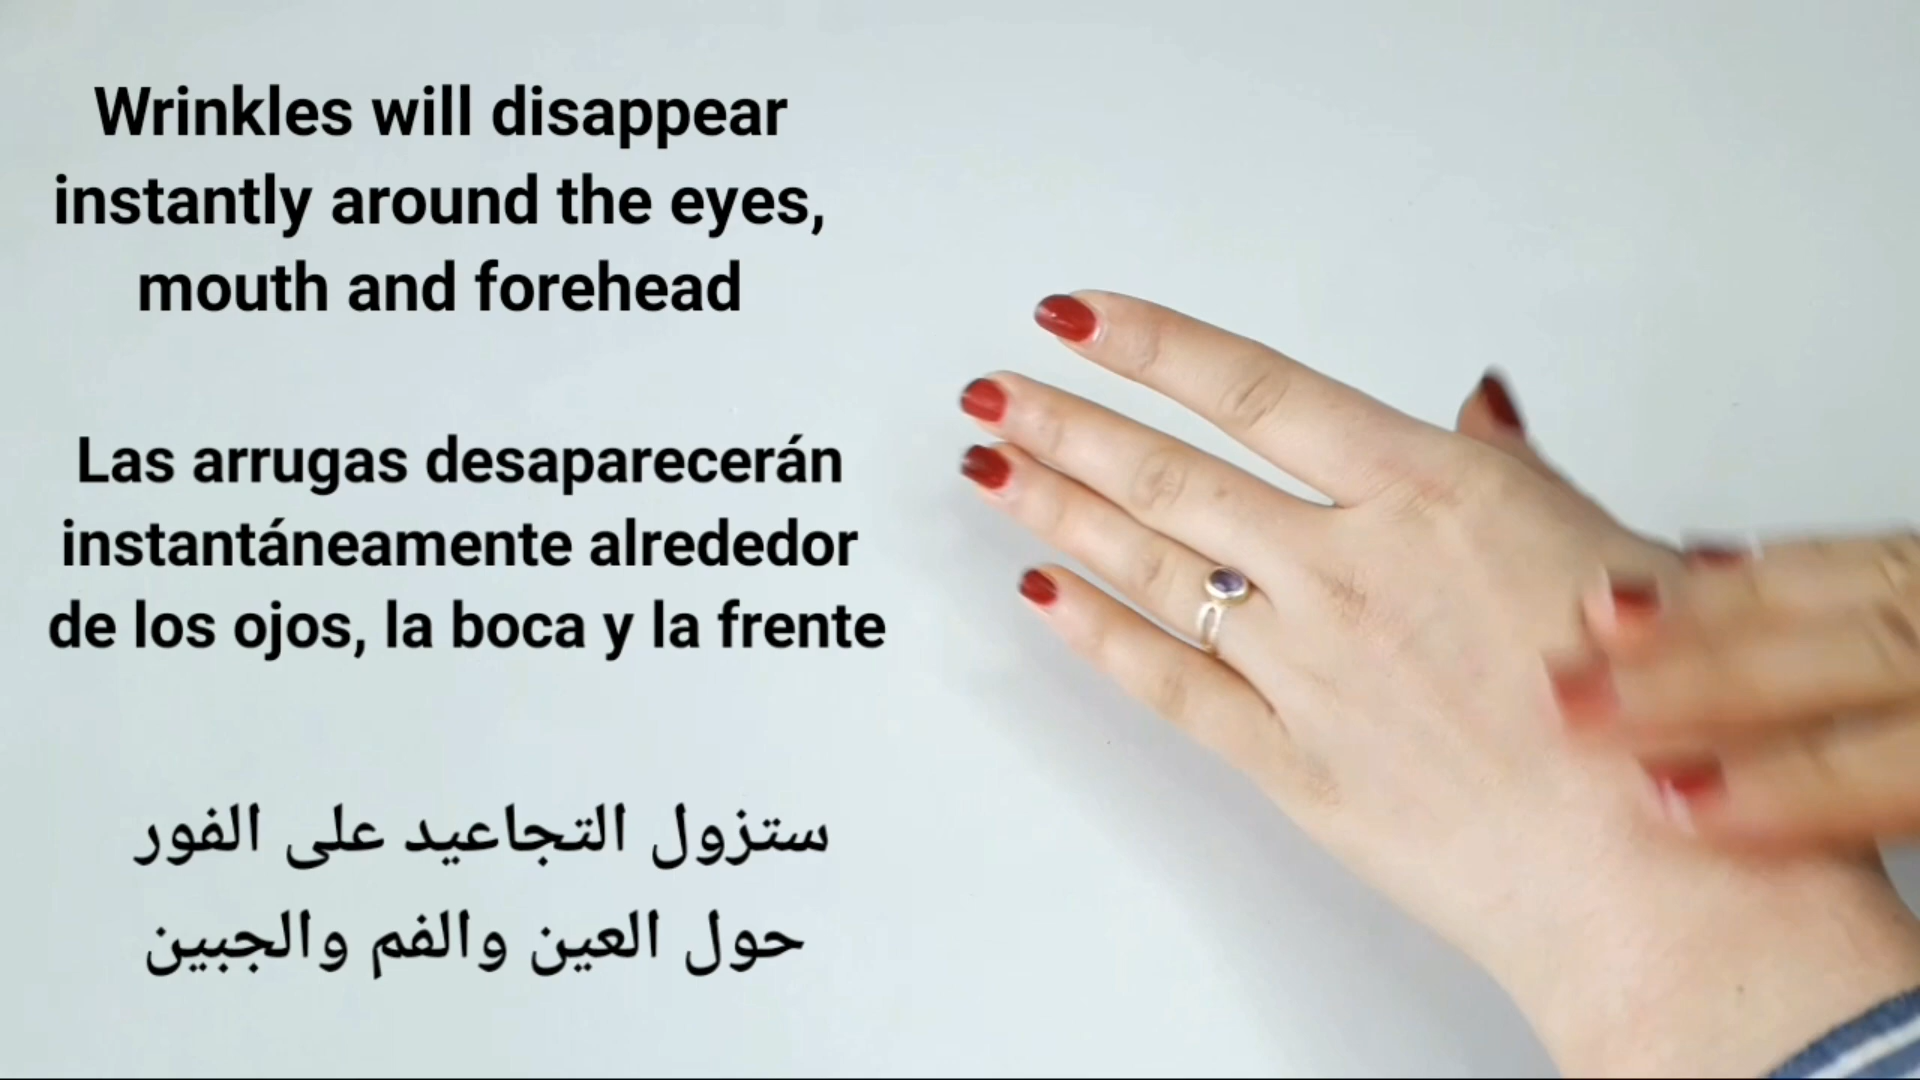 Wrinkles will disappear
instantly around the eyes,
mouth and forehead
Las arrugas desaparecerán
instantáneamente alrededor
de los ojos, la boca y la frente
ستزول التجاعيد على الفور
حول العين والفم والجبين